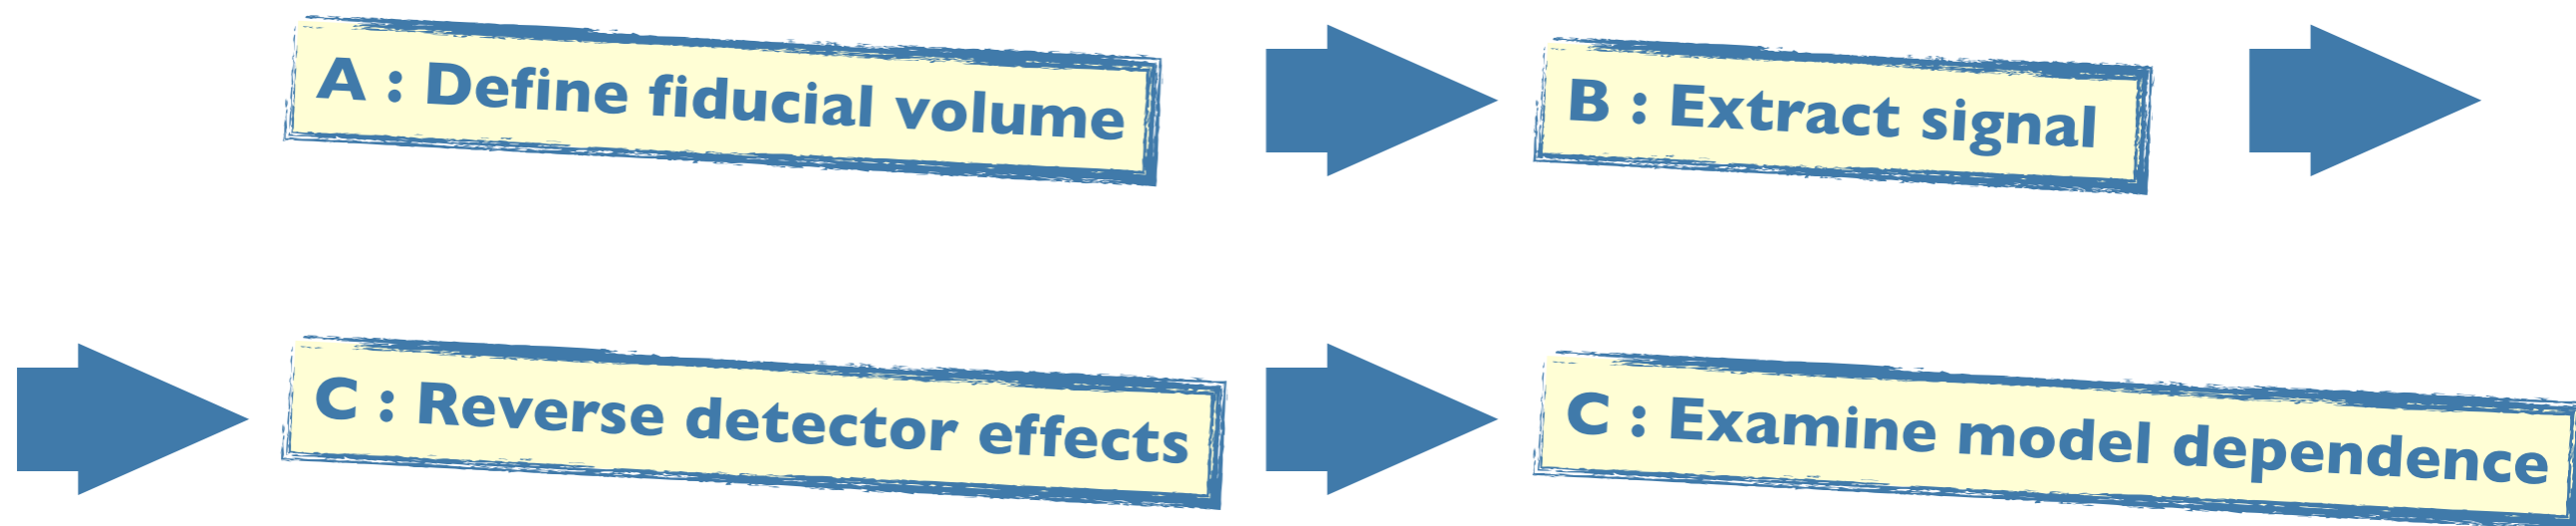 A : Define fiducial volume
B : Extract signal
C : Reverse detector effects
C : Examine model dependence